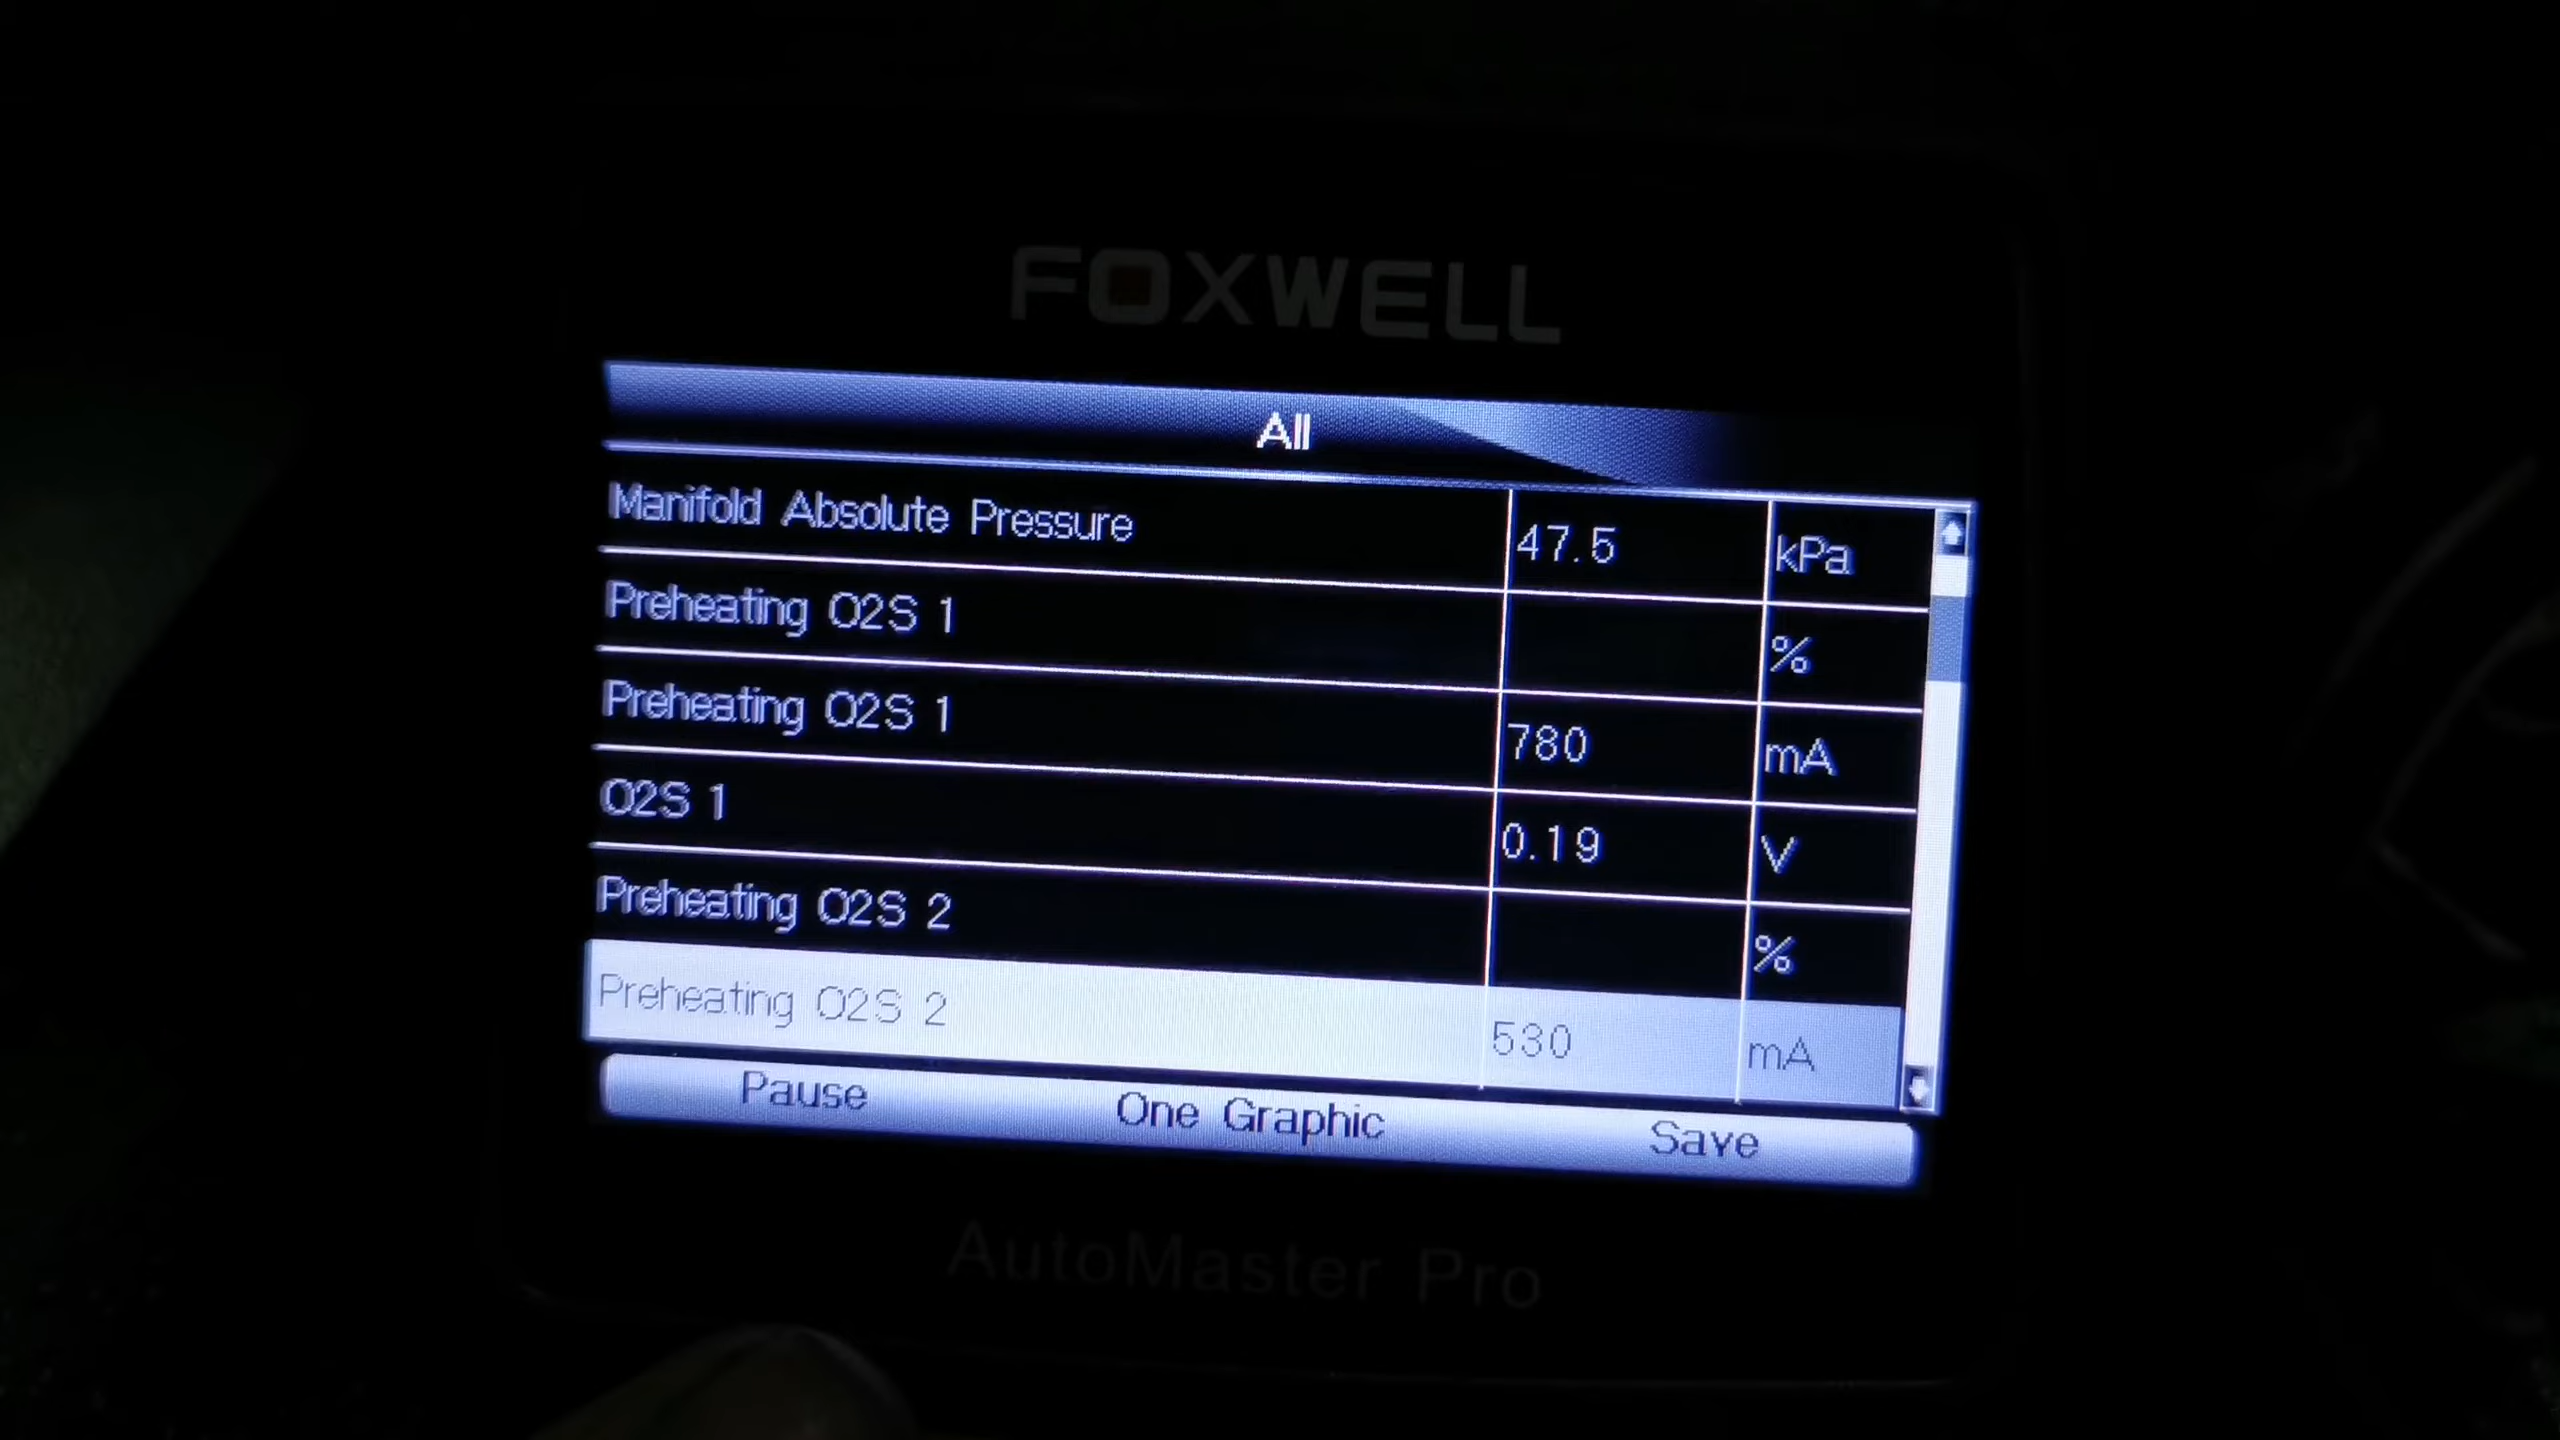 FOXWELL
All
Manifold Absolute Pressure 47.5 kPa
Preheating O2S 1 %
Preheating O2S 1 780 mA
O2S 1 0.19 V
Preheating O2S 2 %
Preheating O2S 2 530 mA
Pause One Graphic Save
AutoMaster Pro